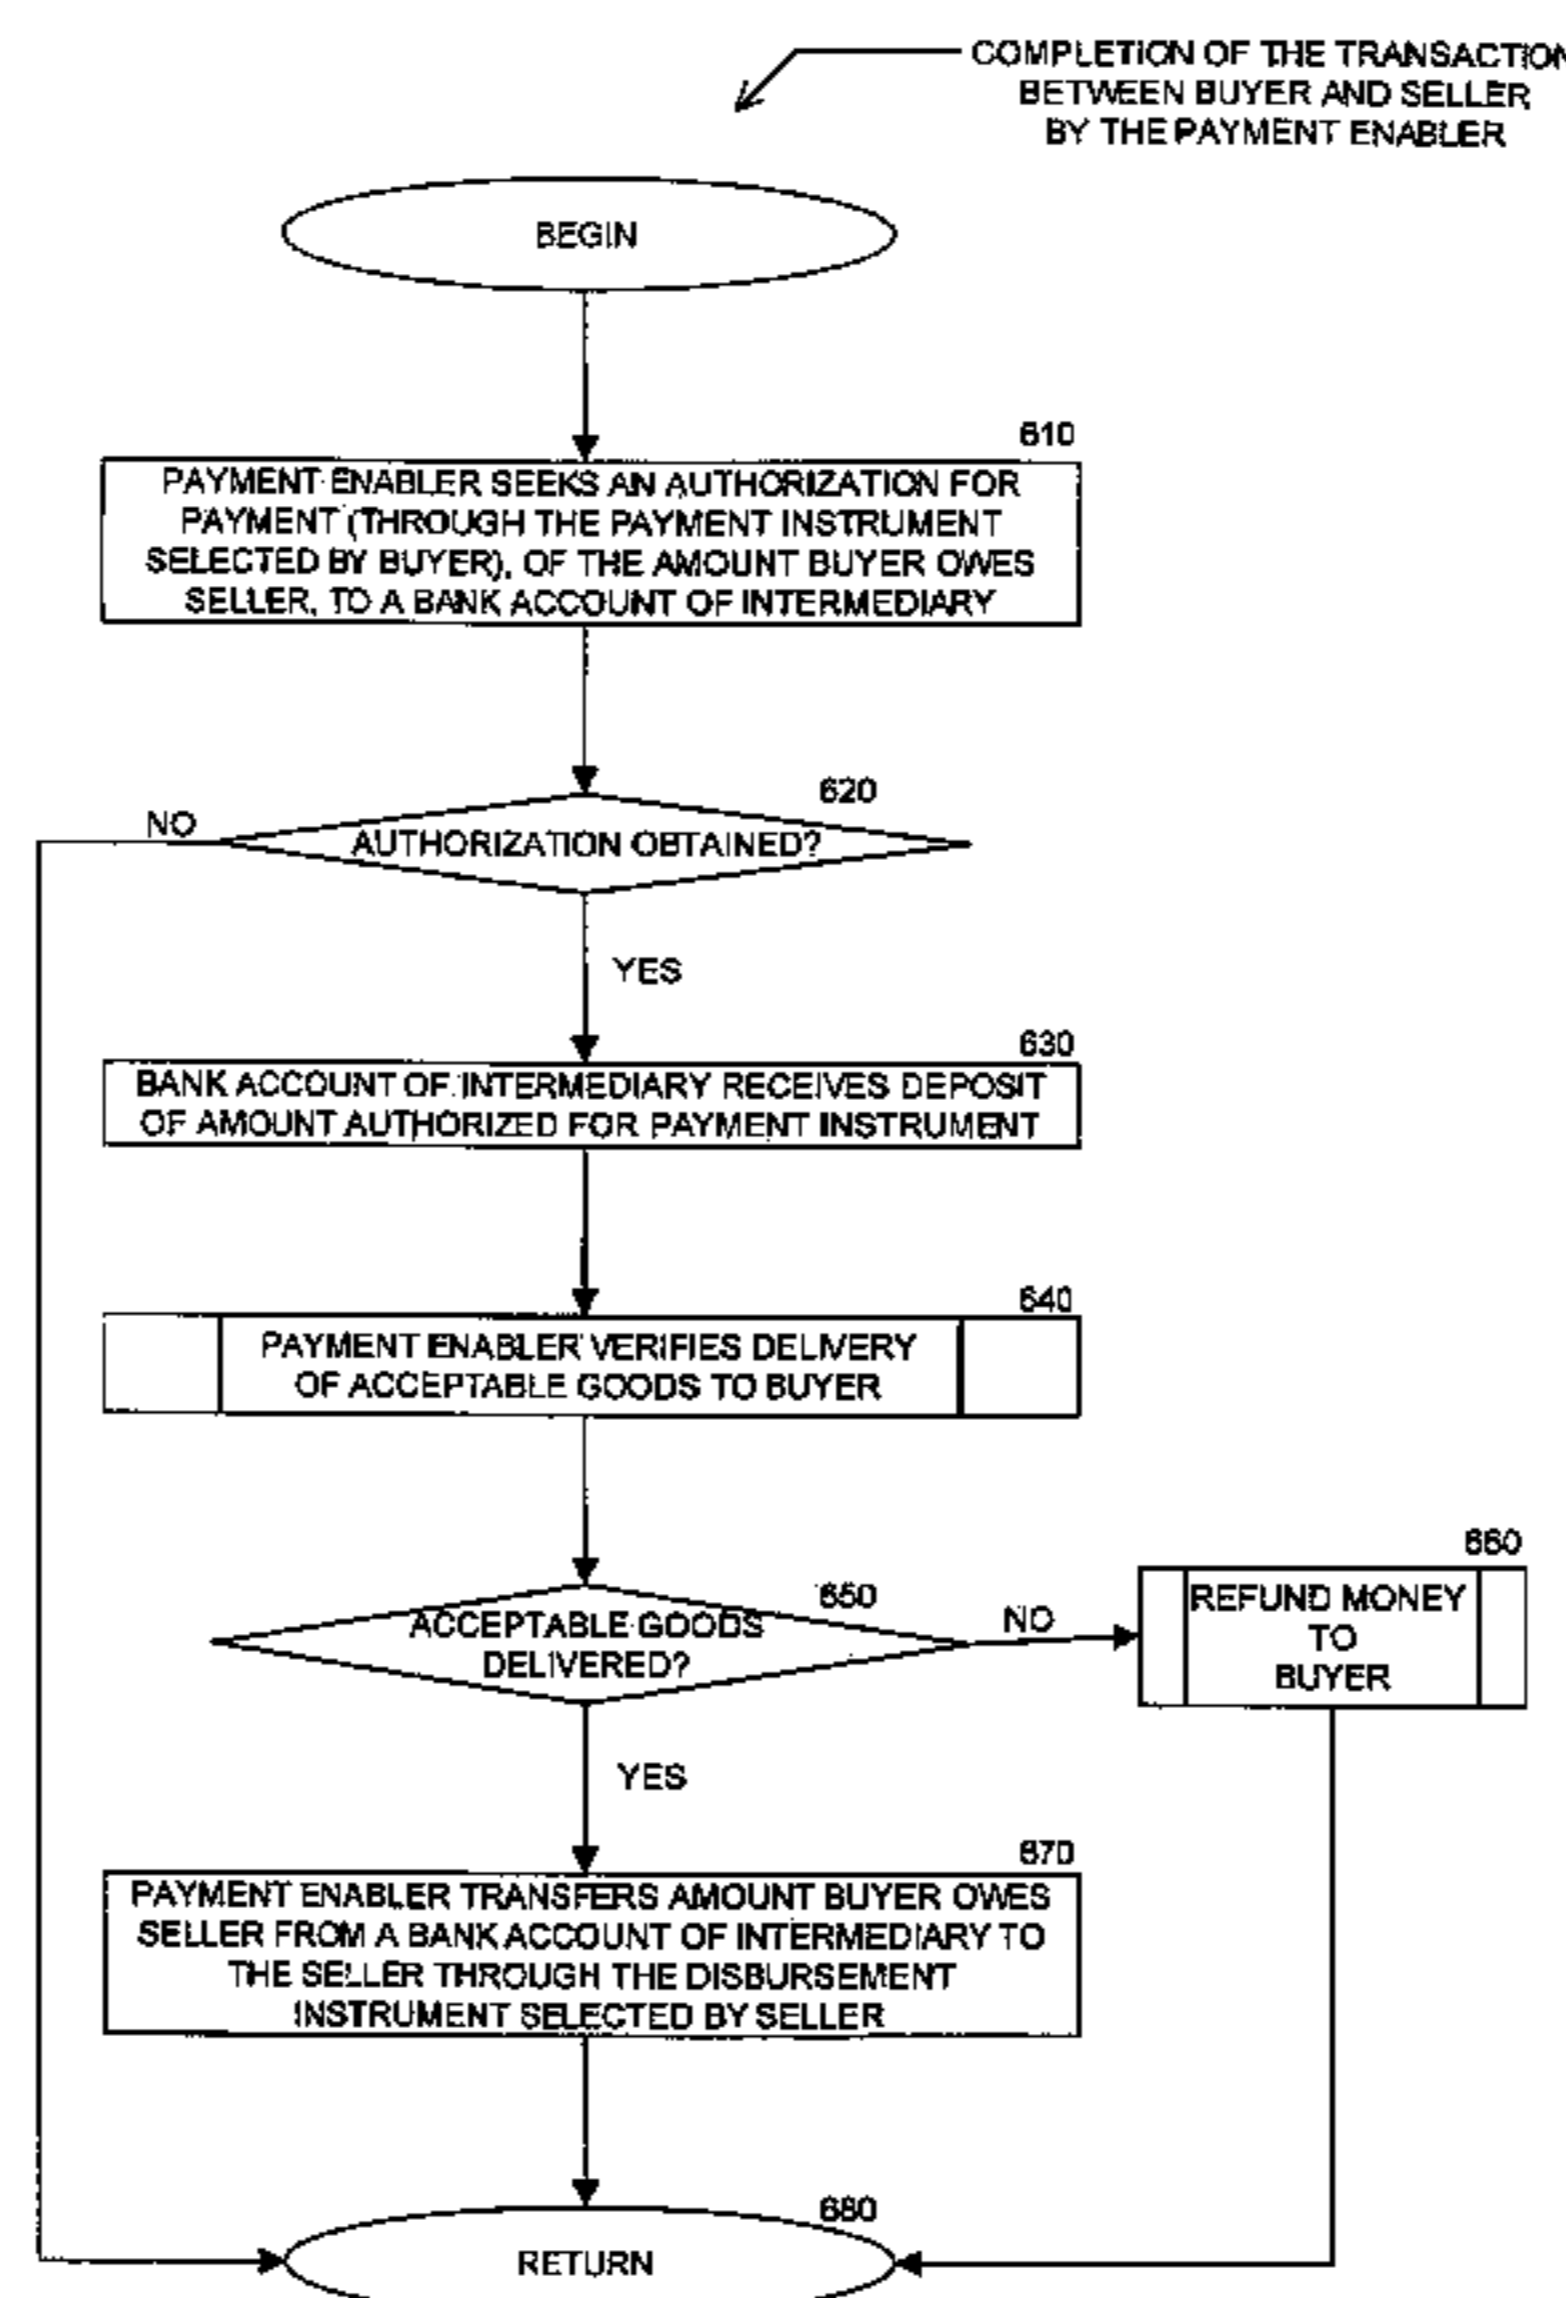 COMPLETION OF THE TRANSACTION
BETWEEN BUYER AND SELLER
BY THE PAYMENT ENABLER
BEGIN
610
PAYMENT ENABLER SEEKS AN AUTHORIZATION FOR
PAYMENT (THROUGH THE PAYMENT INSTRUMENT
SELECTED BY BUYER), OF THE AMOUNT BUYER OWES
SELLER, TO A BANK ACCOUNT OF INTERMEDIARY
620
NO
AUTHORIZATION OBTAINED?
YES
630
BANK ACCOUNT OF INTERMEDIARY RECEIVES DEPOSIT
OF AMOUNT AUTHORIZED FOR PAYMENT INSTRUMENT
640
PAYMENT ENABLER VERIFIES DELIVERY
OF ACCEPTABLE GOODS TO BUYER
650
ACCEPTABLE GOODS
DELIVERED?
NO
660
REFUND MONEY
TO
BUYER
YES
670
PAYMENT ENABLER TRANSFERS AMOUNT BUYER OWES
SELLER FROM A BANK ACCOUNT OF INTERMEDIARY TO
THE SELLER THROUGH THE DISBURSEMENT
INSTRUMENT SELECTED BY SELLER
680
RETURN